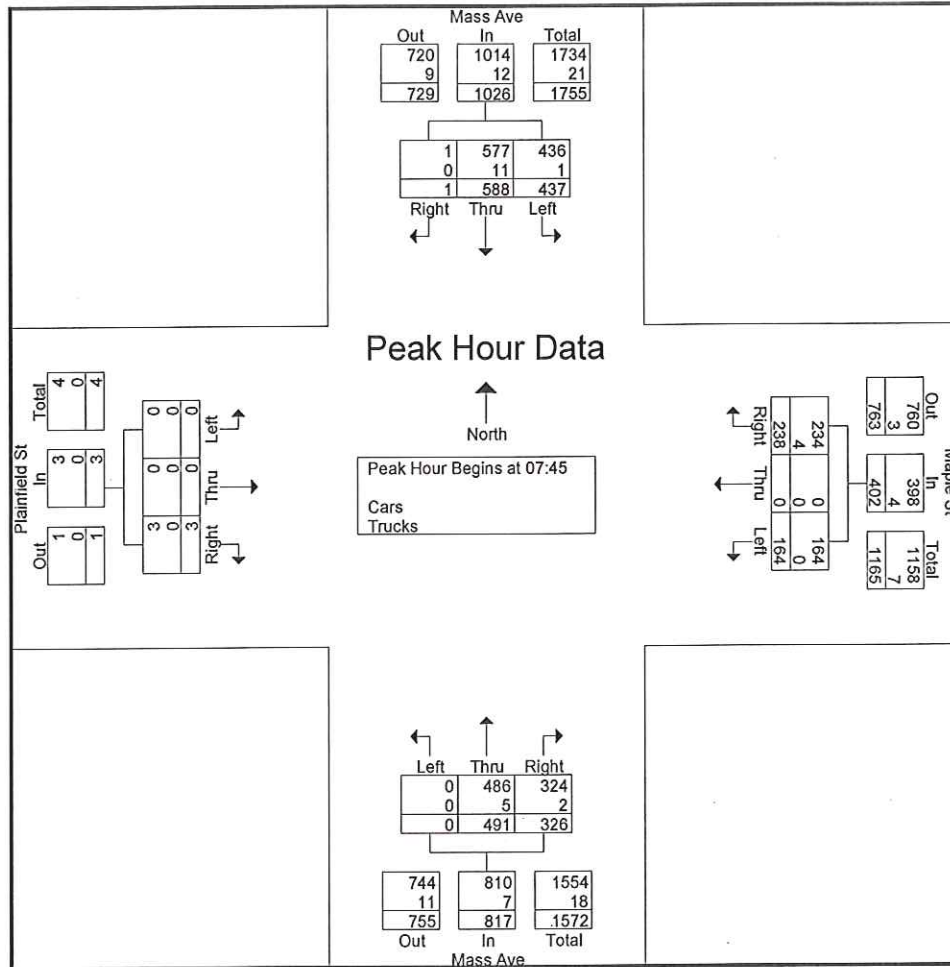 Mass Ave
Out In Total
720 1014 1734
9 12 21
729 1026 1755
1 577 436
0 11 1
1 588 437
Right Thru Left
Peak Hour Data
North
Peak Hour Begins at 07:45
Cars
Trucks
Plainfield St
Total In Out
4 3 1
0 0 0
4 3 1
0 0 3
0 0 0
0 0 3
Left Thru Right
Right Thru Left
234 0 164
4 0 0
238 0 164
Out In Total
760 398 1158
3 4 7
763 402 1165
Maple St
Left Thru Right
0 486 324
0 5 2
0 491 326
744 810 1554
11 7 18
755 817 1572
Out In Total
Mass Ave